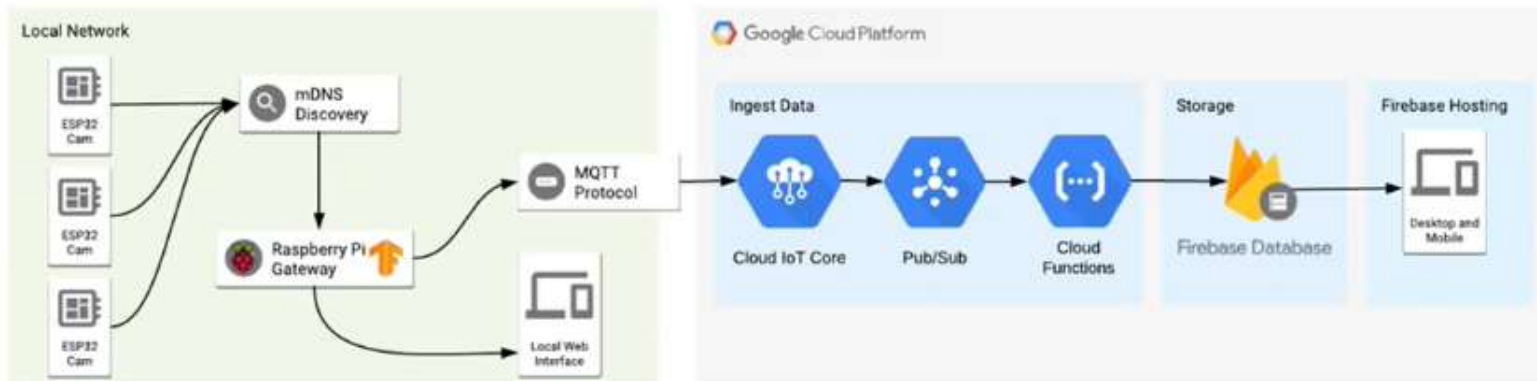 Local Network
ESP32
Cam
ESP32
Cam
ESP32
Cam
mDNS
Discovery
Raspberry Pi
Gateway
MQTT
Protocol
Local Web
Interface
Google Cloud Platform
Ingest Data
Cloud IoT Core
Pub/Sub
Cloud
Functions
Storage
Firebase Database
Firebase Hosting
Desktop and
Mobile